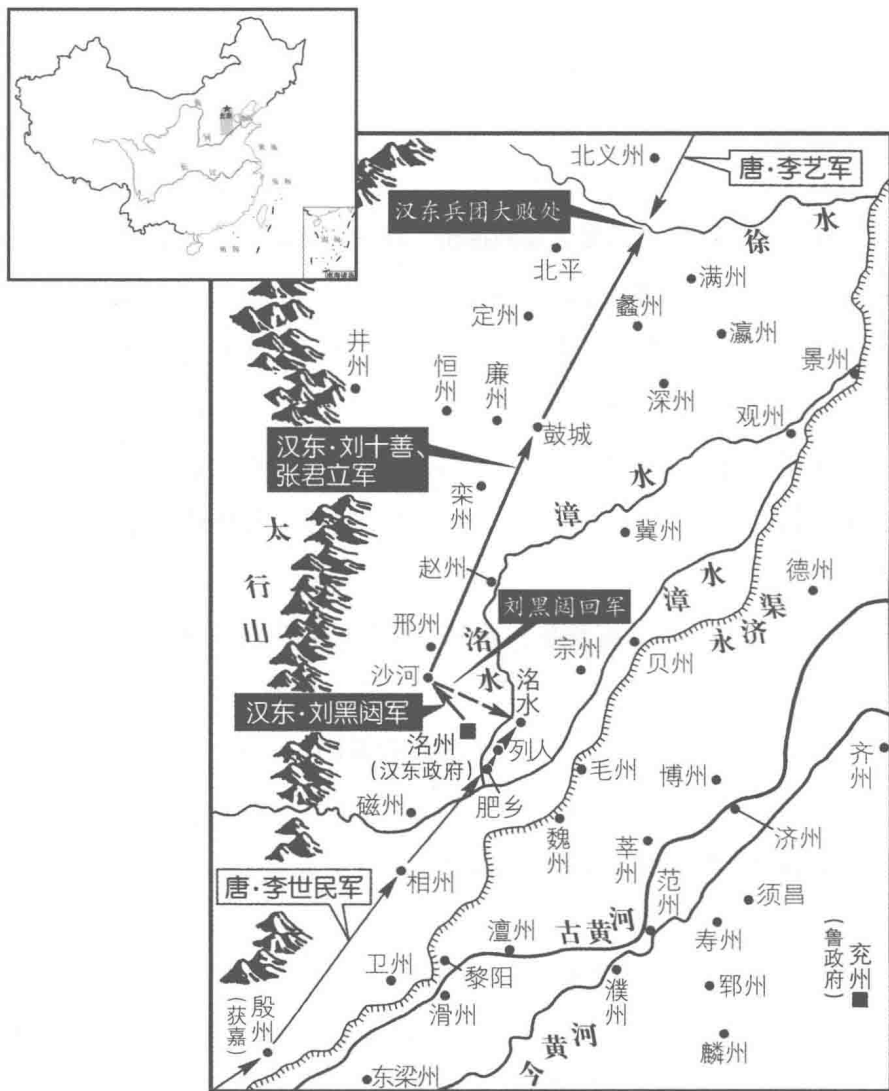 北京
南海诸岛
北义州
唐·李艺军
汉东兵团大败处
徐水
北平
满州
定州
蠡州
瀛州
井州
恒州
廉州
深州
景州
观州
鼓城
汉东·刘十善、
张君立军
栾州
漳水
冀州
太行山
赵州
漳水
德州
刘黑闼回军
邢州
洺水
宗州
永济渠
贝州
沙河
洺水
汉东·刘黑闼军
洺州
(汉东政府)
列人
毛州
博州
齐州
磁州
肥乡
魏州
莘州
济州
相州
唐·李世民军
范州
须昌
澶州
古黄河
寿州
兖州
(鲁政府)
卫州
黎阳
濮州
郓州
滑州
殷州
(获嘉)
今黄河
麟州
东梁州